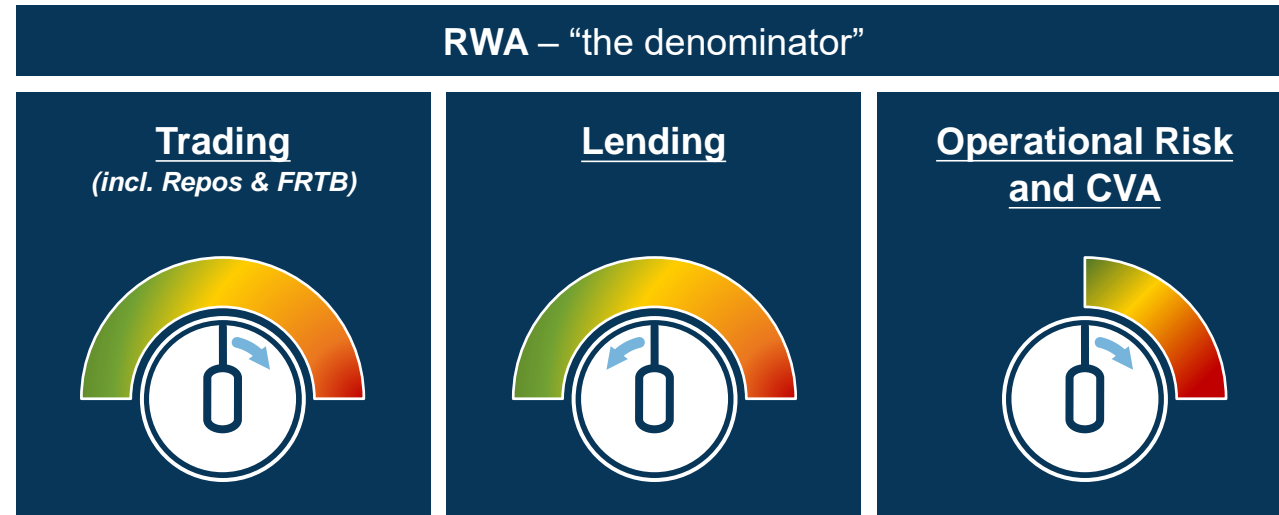 RWA – “the denominator”
Trading
(incl. Repos & FRTB)
Lending
Operational Risk
and CVA